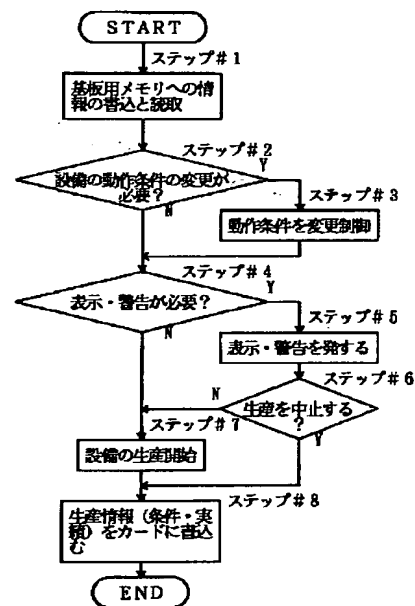 START
ステップ#1
基板用メモリへの情
報の書込と読取
ステップ#2
設備の動作条件の変更が
必要?
Y
N
ステップ#3
動作条件を変更制御
ステップ#4
表示・警告が必要?
Y
N
ステップ#5
表示・警告を発する
ステップ#6
生産を中止する
?
N
Y
ステップ#7
設備の生産開始
ステップ#8
生産情報(条件・実
績)をカードに書込
む
END